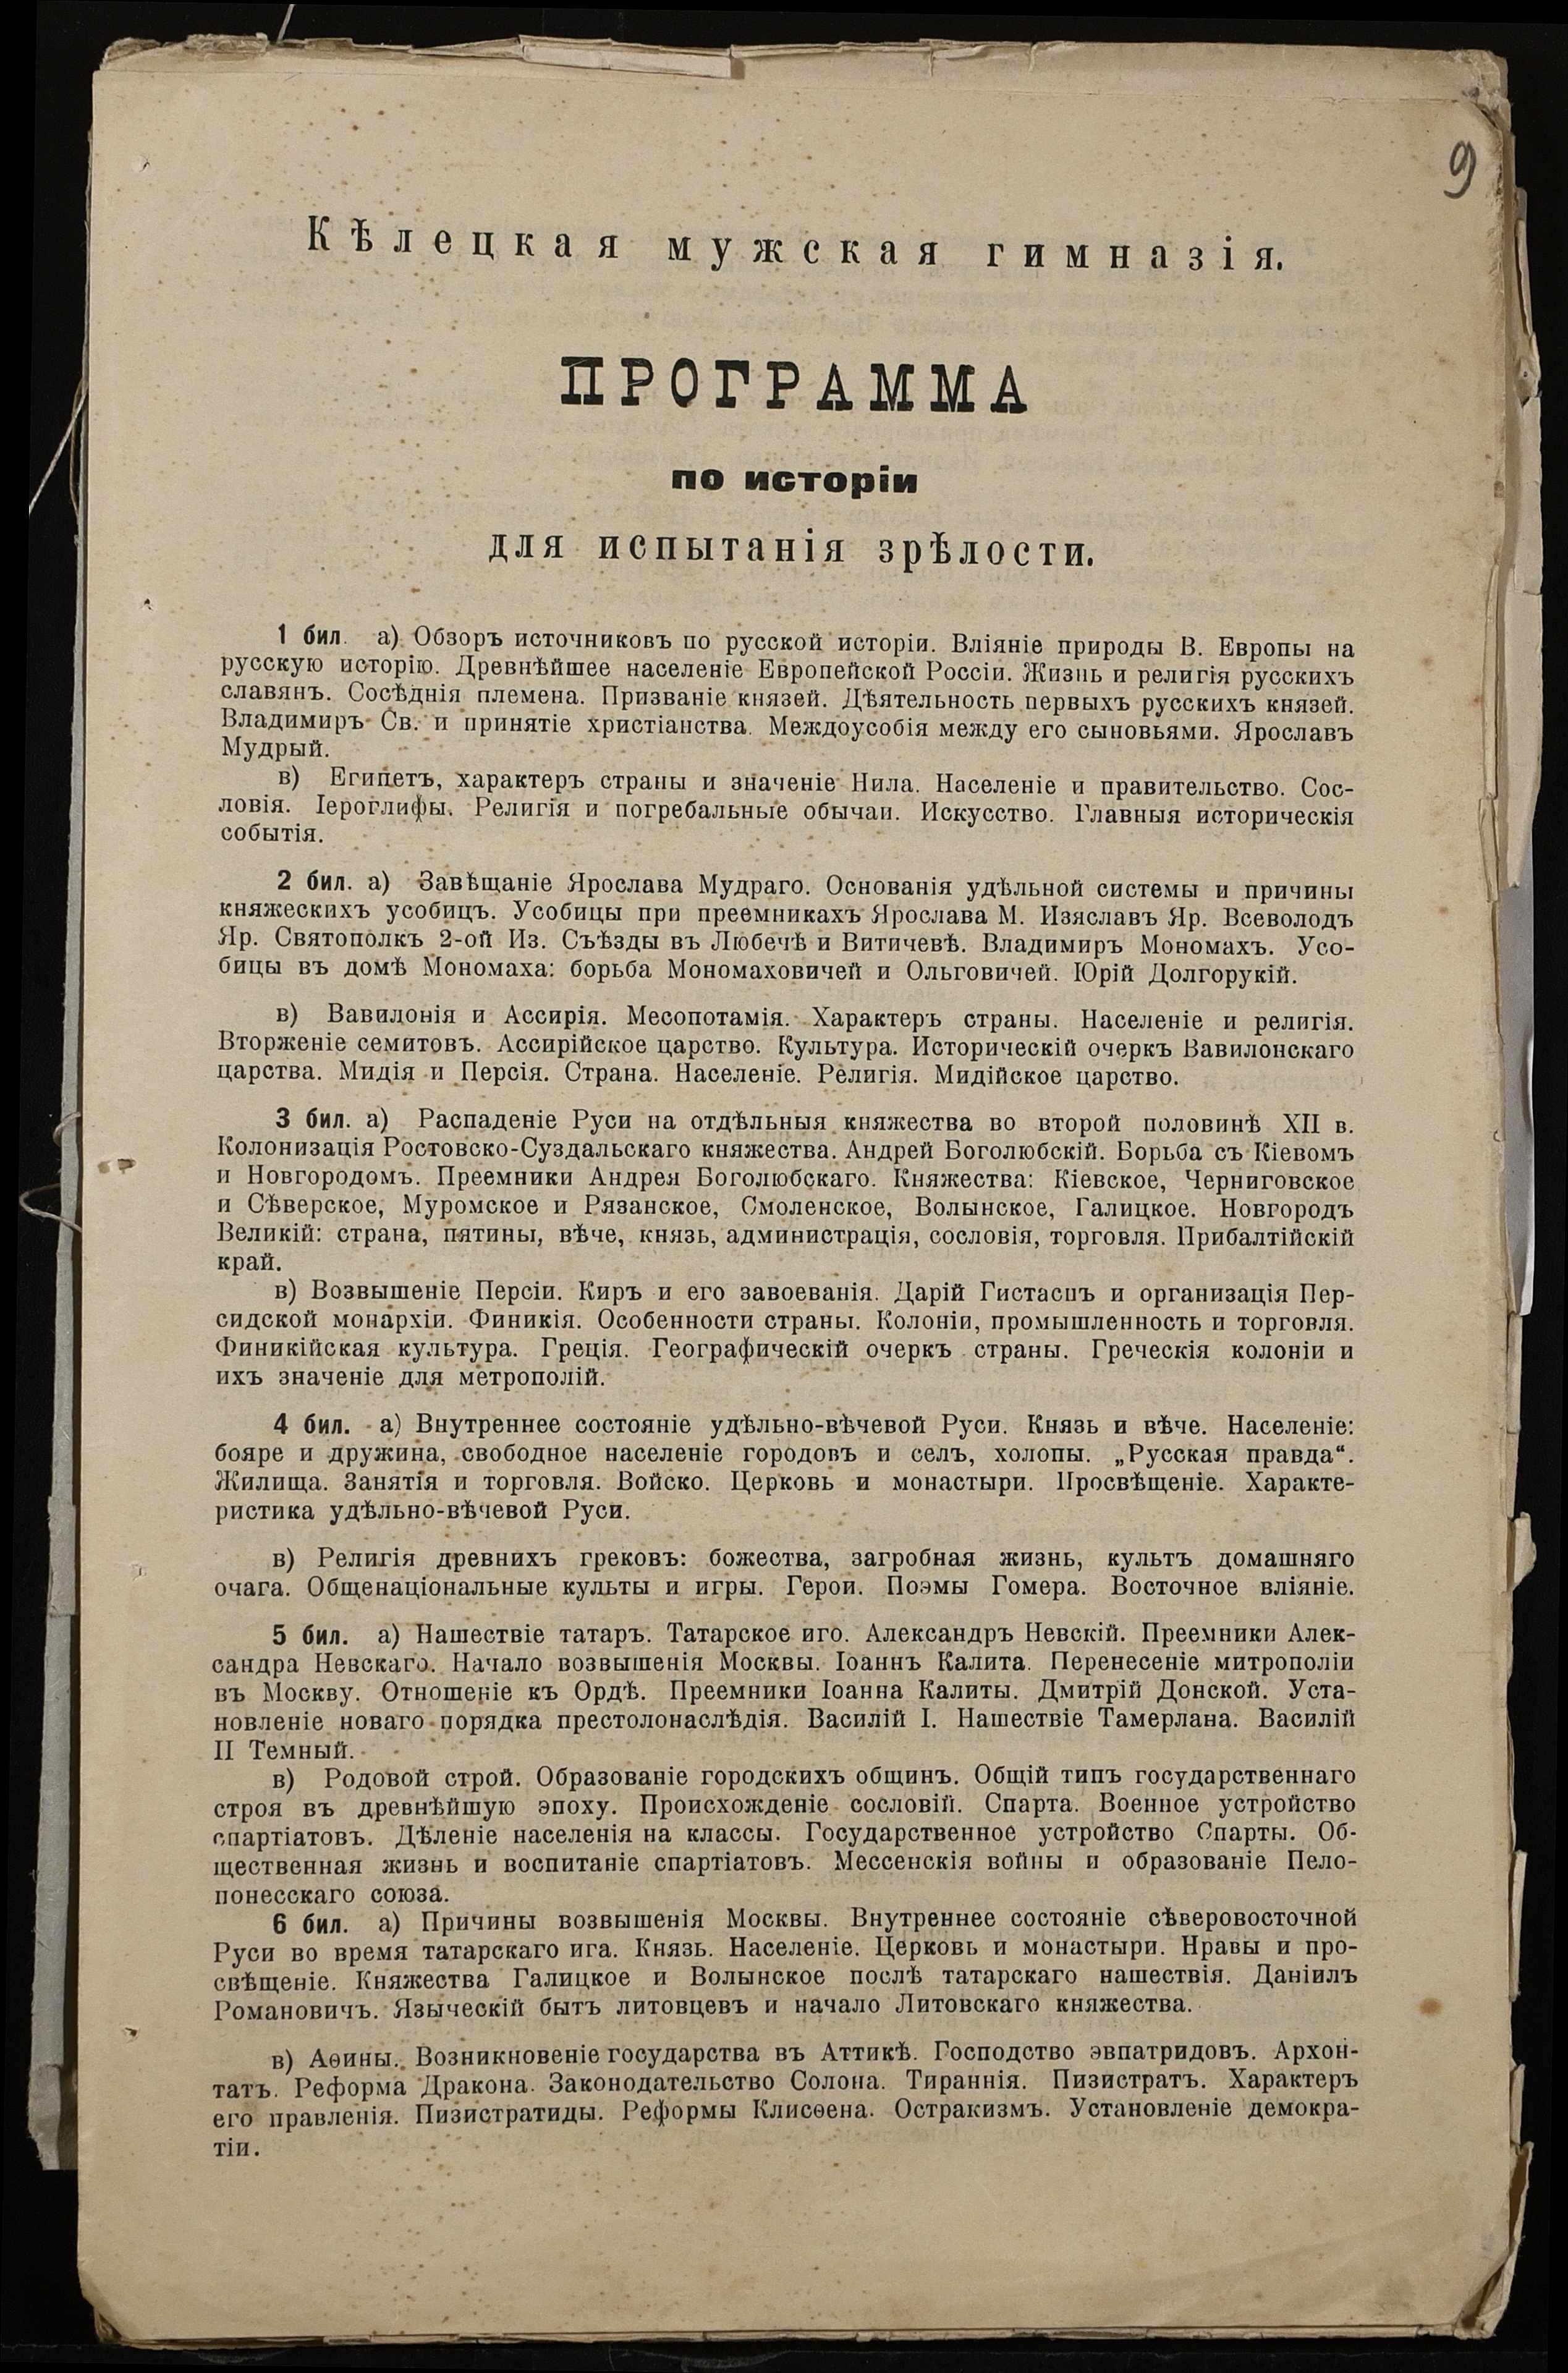 9
Кѣлецкая мужская гимназія.
ПРОГРАММА
по исторіи
для испытанія зрѣлости.
1 бил. а) Обзоръ источниковъ по русской исторіи. Вліяніе природы В. Европы на
русскую исторію. Древнѣйшее населеніе Европейской Россіи. Жизнь и религія русскихъ
славянъ. Сосѣднія племена. Призваніе князей. Дѣятельность первыхъ русскихъ князей.
Владимиръ Св. и принятіе христіанства. Междоусобія между его сыновьями. Ярославъ
Мудрый.
в) Египетъ, характеръ страны и значеніе Нила. Населеніе и правительство. Сос-
ловія. Іероглифы. Религія и погребальные обычаи. Искусство. Главныя историческія
событія.
2 бил. а) Завѣщаніе Ярослава Мудраго. Основанія удѣльной системы и причины
княжескихъ усобицъ. Усобицы при преемникахъ Ярослава М. Изяславъ Яр. Всеволодъ
Яр. Святополкъ 2-ой Из. Съѣзды въ Любечѣ и Витичевѣ. Владимиръ Мономахъ. Усо-
бицы въ домѣ Мономаха: борьба Мономаховичей и Ольговичей. Юрій Долгорукій.
в) Вавилонія и Ассирія. Месопотамія. Характеръ страны. Населеніе и религія.
Вторженіе семитовъ. Ассирійское царство. Культура. Историческій очеркъ Вавилонскаго
царства. Мидія и Персія. Страна. Населеніе. Религія. Мидійское царство.
3 бил. а) Распаденіе Руси на отдѣльныя княжества во второй половинѣ XII в.
Колонизація Ростовско-Суздальскаго княжества. Андрей Боголюбскій. Борьба съ Кіевомъ
и Новгородомъ. Преемники Андрея Боголюбскаго. Княжества: Кіевское, Черниговское
и Сѣверское, Муромское и Рязанское, Смоленское, Волынское, Галицкое. Новгородъ
Великій: страна, пятины, вѣче, князь, администрація, сословія, торговля. Прибалтійскій
край.
в) Возвышеніе Персіи. Киръ и его завоеванія. Дарій Гистаспъ и организація Пер-
сидской монархіи. Финикія. Особенности страны. Колоніи, промышленность и торговля.
Финикійская культура. Греція. Географическій очеркъ страны. Греческія колоніи и
ихъ значеніе для метрополій.
4 бил. а) Внутреннее состояніе удѣльно-вѣчевой Руси. Князь и вѣче. Населеніе:
бояре и дружина, свободное населеніе городовъ и селъ, холопы. „Русская правда“.
Жилища. Занятія и торговля. Войско. Церковь и монастыри. Просвѣщеніе. Характе-
ристика удѣльно-вѣчевой Руси.
в) Религія древнихъ грековъ: божества, загробная жизнь, культъ домашняго
очага. Общенаціональные культы и игры. Герои. Поэмы Гомера. Восточное вліяніе.
5 бил. а) Нашествіе татаръ. Татарское иго. Александръ Невскій. Преемники Алек-
сандра Невскаго. Начало возвышенія Москвы. Іоаннъ Калита. Перенесеніе митрополіи
въ Москву. Отношеніе къ Ордѣ. Преемники Іоанна Калиты. Дмитрій Донской. Уста-
новленіе новаго порядка престолонаслѣдія. Василій I. Нашествіе Тамерлана. Василій
II Темный.
в) Родовой строй. Образованіе городскихъ общинъ. Общій типъ государственнаго
строя въ древнѣйшую эпоху. Происхожденіе сословій. Спарта. Военное устройство
спартіатовъ. Дѣленіе населенія на классы. Государственное устройство Спарты. Об-
щественная жизнь и воспитаніе спартіатовъ. Мессенскія войны и образованіе Пело-
понесскаго союза.
6 бил. а) Причины возвышенія Москвы. Внутреннее состояніе сѣверовосточной
Руси во время татарскаго ига. Князь. Населеніе. Церковь и монастыри. Нравы и про-
свѣщеніе. Княжества Галицкое и Волынское послѣ татарскаго нашествія. Даніилъ
Романовичъ. Языческій бытъ литовцевъ и начало Литовскаго княжества.
в) Аѳины. Возникновеніе государства въ Аттикѣ. Господство эвпатридовъ. Архон-
татъ. Реформа Дракона. Законодательство Солона. Тираннія. Пизистратъ. Характеръ
его правленія. Пизистратиды. Реформы Клисѳена. Остракизмъ. Установленіе демокра-
тіи.